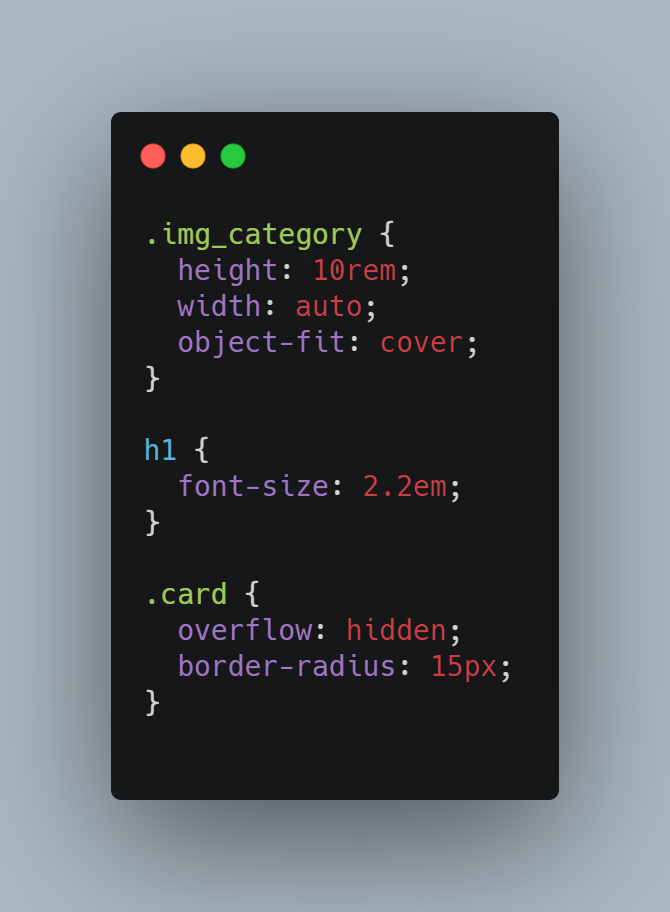 .img_category {
  height: 10rem;
  width: auto;
  object-fit: cover;
}

h1 {
  font-size: 2.2em;
}

.card {
  overflow: hidden;
  border-radius: 15px;
}